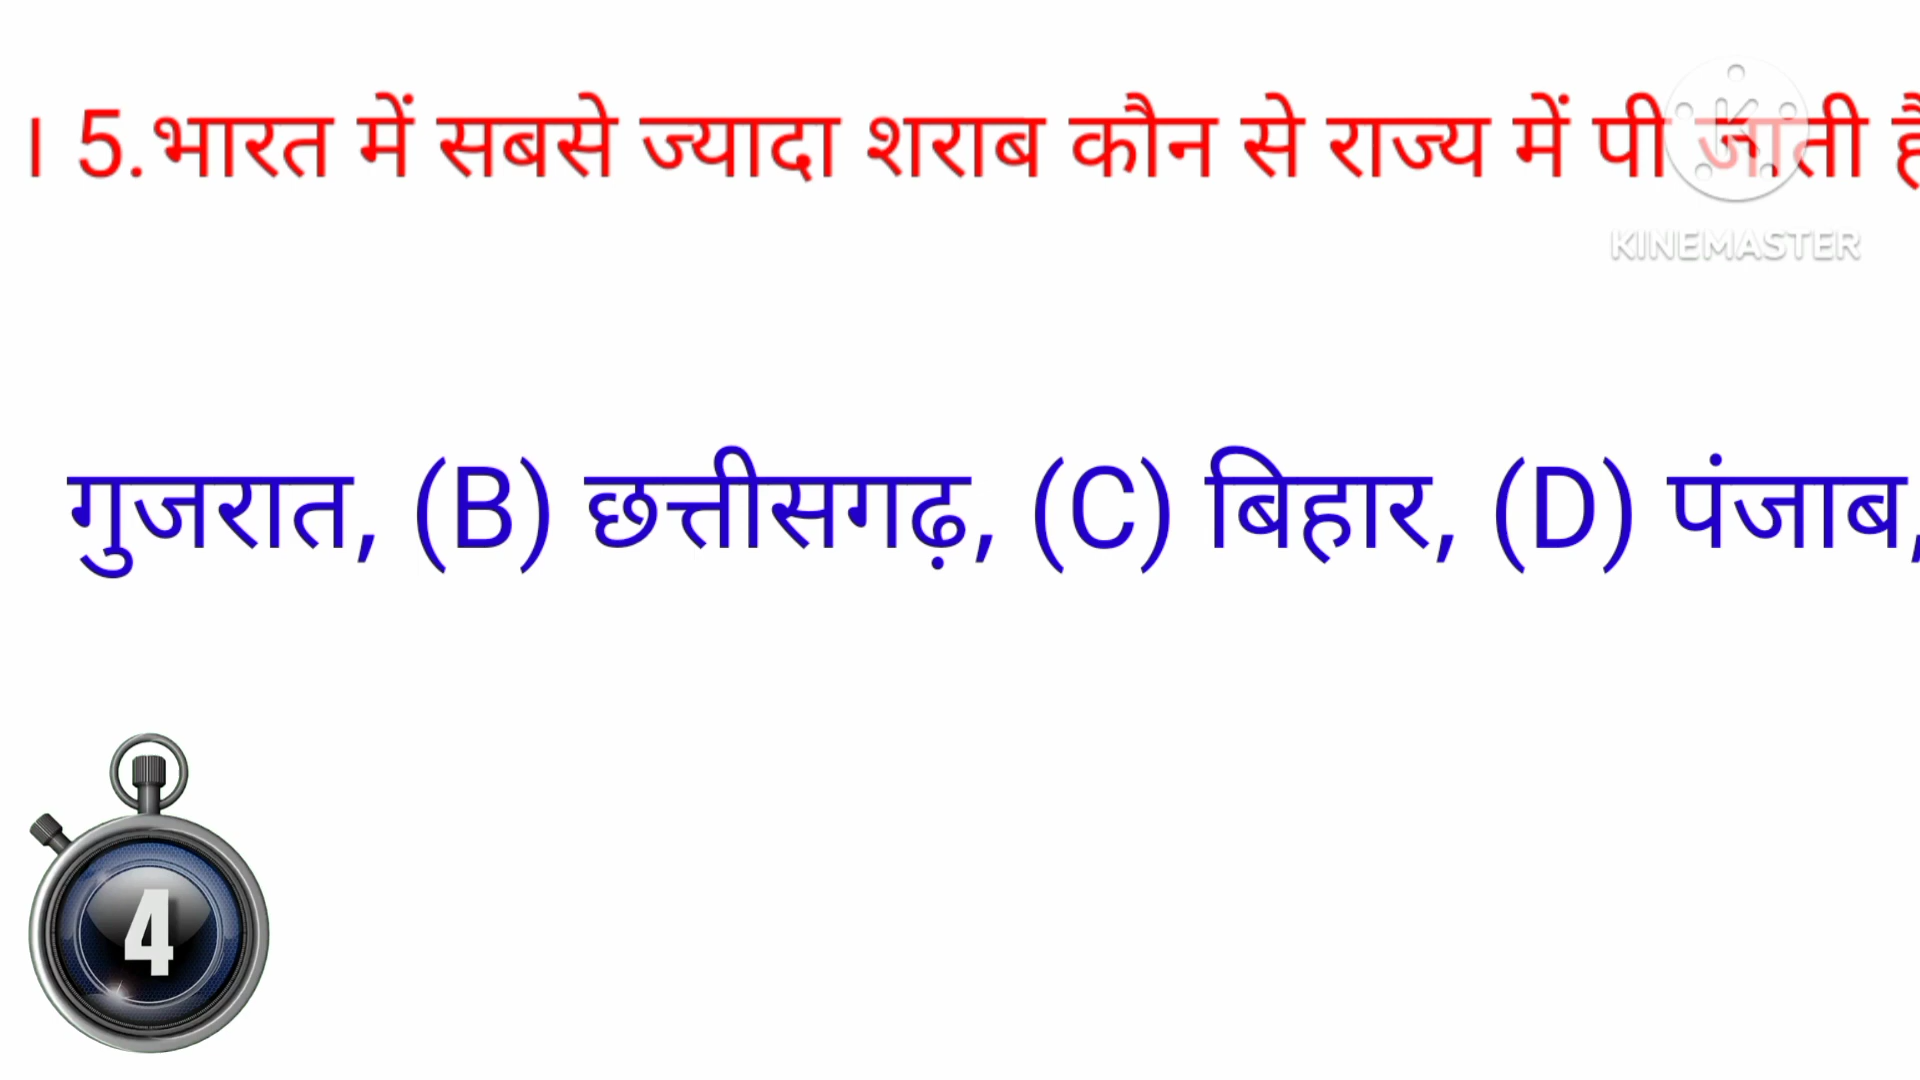 । 5.भारत में सबसे ज्यादा शराब कौन से राज्य में पी जाती है
KINEMASTER
गुजरात, (B) छत्तीसगढ़, (C) बिहार, (D) पंजाब,
4